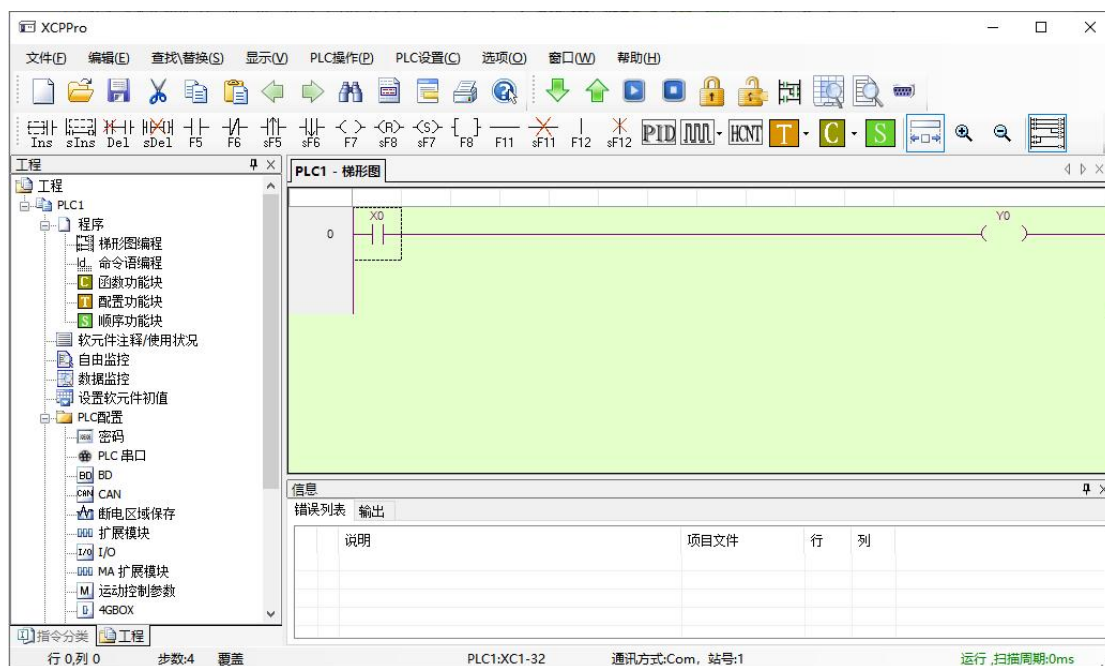 XCPPro
文件(F) 编辑(E) 查找\替换(S) 显示(V) PLC操作(P) PLC设置(C) 选项(O) 窗口(W) 帮助(H)
Ins sIns Del sDel F5 F6 sF5 sF6 F7 sF8 sF7 F8 F11 sF11 F12 sF12 PID HCNT T C S
工程
PLC1 - 梯形图
工程
PLC1
程序
梯形图编程
命令语编程
C 函数功能块
T 配置功能块
S 顺序功能块
软元件注释/使用状况
自由监控
数据监控
设置软元件初值
PLC配置
密码
PLC 串口
BD BD
CAN CAN
断电区域保存
扩展模块
I/O I/O
MA 扩展模块
M 运动控制参数
4GBOX
指令分类 工程
X0 Y0
0
信息
错误列表 输出
说明 项目文件 行 列
行 0,列 0 步数:4 覆盖 PLC1:XC1-32 通讯方式:Com，站号:1 运行 ,扫描周期:0ms